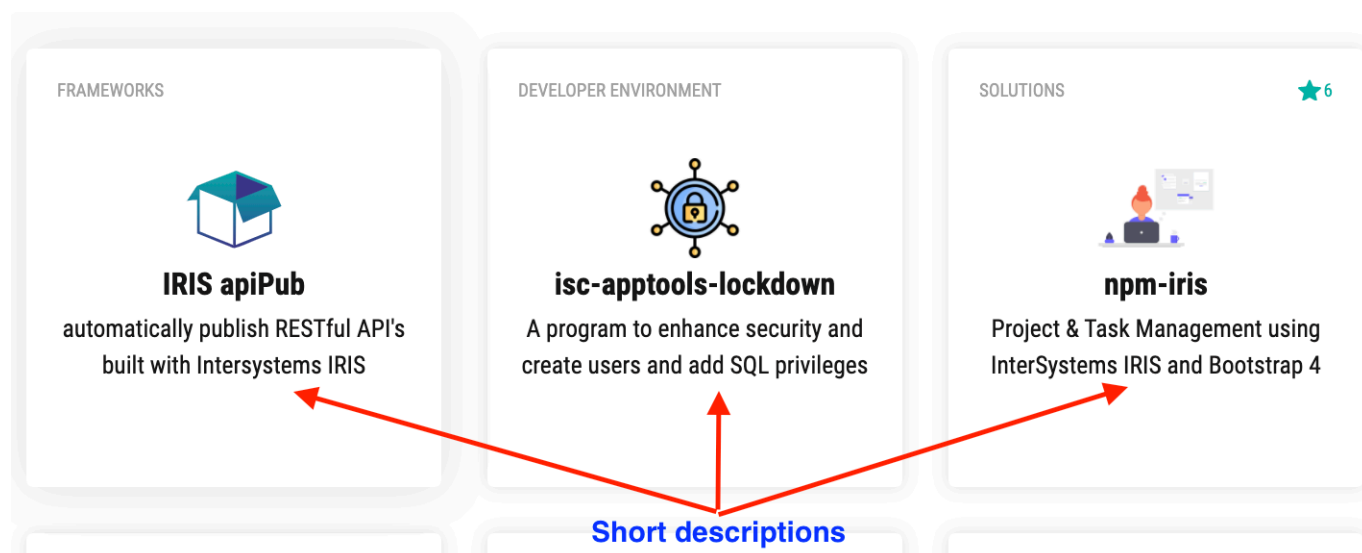 FRAMEWORKS
IRIS apiPub
automatically publish RESTful API's
built with Intersystems IRIS
DEVELOPER ENVIRONMENT
isc-apptools-lockdown
A program to enhance security and
create users and add SQL privileges
SOLUTIONS
6
npm-iris
Project & Task Management using
InterSystems IRIS and Bootstrap 4
Short descriptions